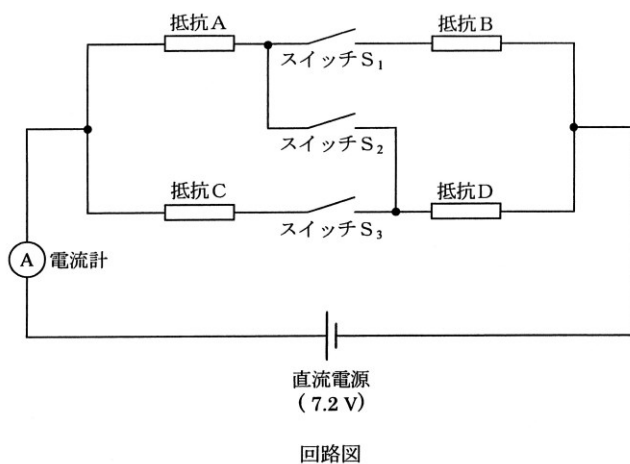 抵抗A
抵抗B
スイッチS₁
スイッチS₂
抵抗C
抵抗D
スイッチS₃
A 電流計
直流電源
(7.2 V)
回路図